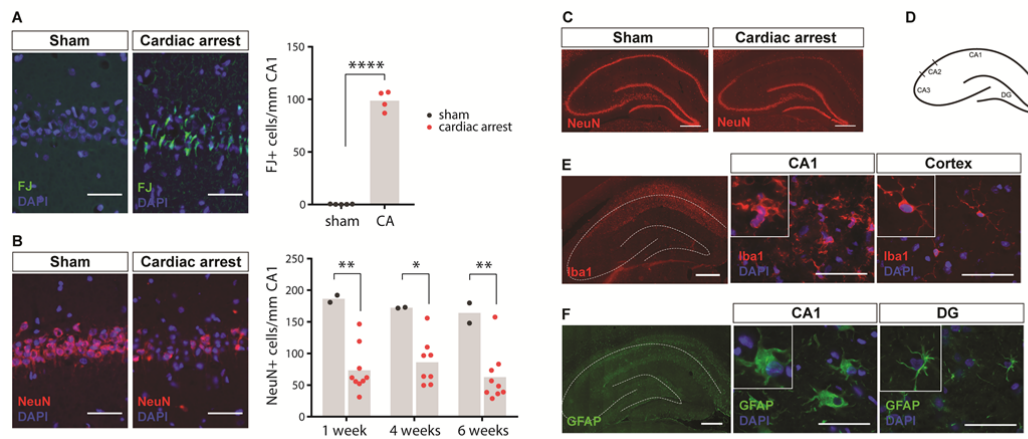 A
Sham
Cardiac arrest
FJ
DAPI
FJ
DAPI
FJ+ cells/mm CA1
150
100
50
0
****
sham
CA
sham
cardiac arrest
B
Sham
Cardiac arrest
NeuN
DAPI
NeuN
DAPI
NeuN+ cells/mm CA1
250
200
150
100
50
0
**
*
**
1 week
4 weeks
6 weeks
C
Sham
Cardiac arrest
NeuN
NeuN
D
CA1
CA2
CA3
DG
E
CA1
Cortex
Iba1
Iba1
DAPI
Iba1
DAPI
F
CA1
DG
GFAP
GFAP
DAPI
GFAP
DAPI